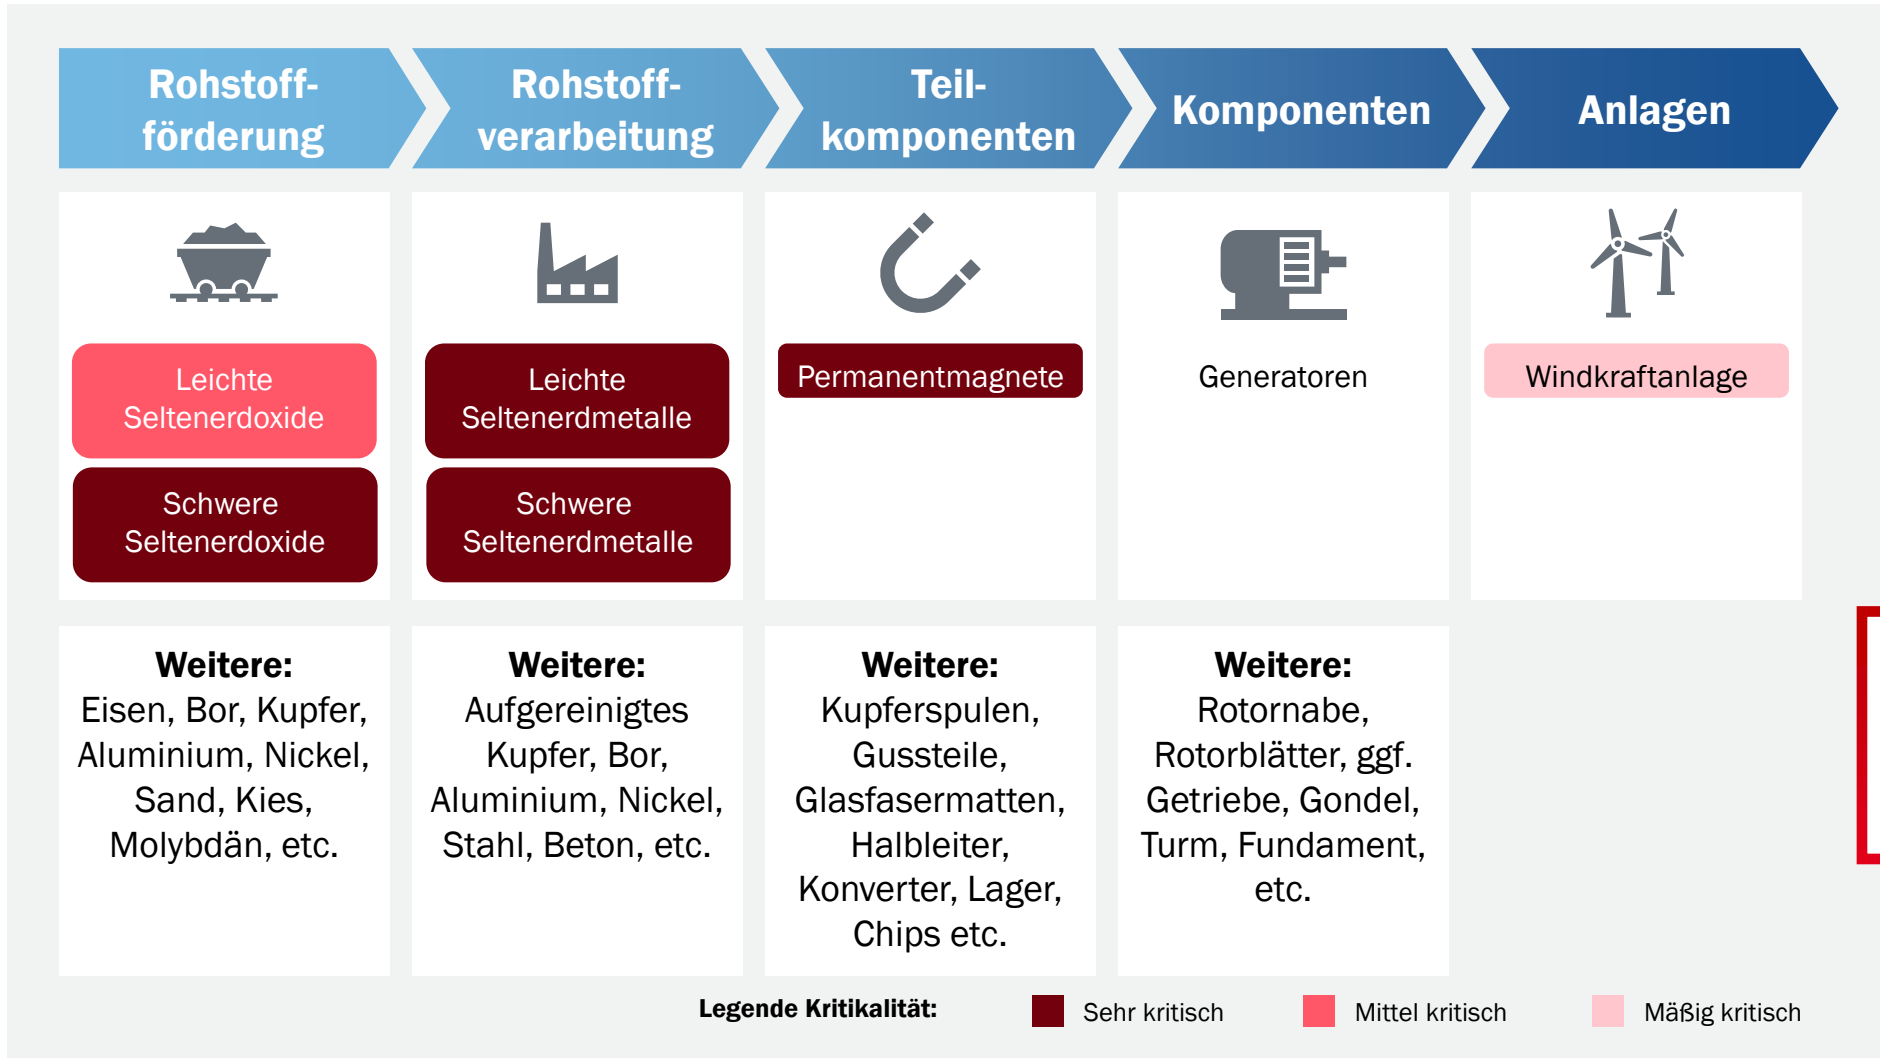 Rohstoff-
förderung
Rohstoff-
verarbeitung
Teil-
komponenten
Komponenten
Anlagen
Leichte
Seltenerdoxide
Schwere
Seltenerdoxide
Leichte
Seltenerdmetalle
Schwere
Seltenerdmetalle
Permanentmagnete
Generatoren
Windkraftanlage
Weitere:
Eisen, Bor, Kupfer,
Aluminium, Nickel,
Sand, Kies,
Molybdän, etc.
Weitere:
Aufgereinigtes
Kupfer, Bor,
Aluminium, Nickel,
Stahl, Beton, etc.
Weitere:
Kupferspulen,
Gussteile,
Glasfasermatten,
Halbleiter,
Konverter, Lager,
Chips etc.
Weitere:
Rotornabe,
Rotorblätter, ggf.
Getriebe, Gondel,
Turm, Fundament,
etc.
Legende Kritikalität:
Sehr kritisch
Mittel kritisch
Mäßig kritisch